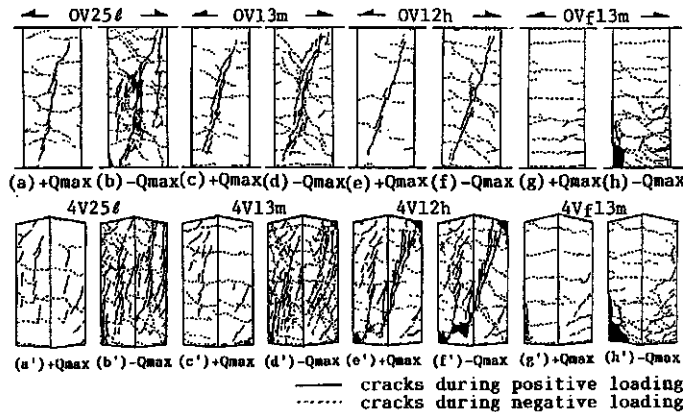 OV25ℓ OV13m OV12h OVf13m
(a)+Qmax (b)-Qmax (c)+Qmax (d)-Qmax (e)+Qmax (f)-Qmax (g)+Qmax (h)-Qmax
4V25ℓ 4V13m 4V12h 4Vf13m
(a')+Qmax (b')-Qmax (c')+Qmax (d')-Qmax (e')+Qmax (f')-Qmax (g')+Qmax (h')-Qmax
cracks during positive loading
cracks during negative loading